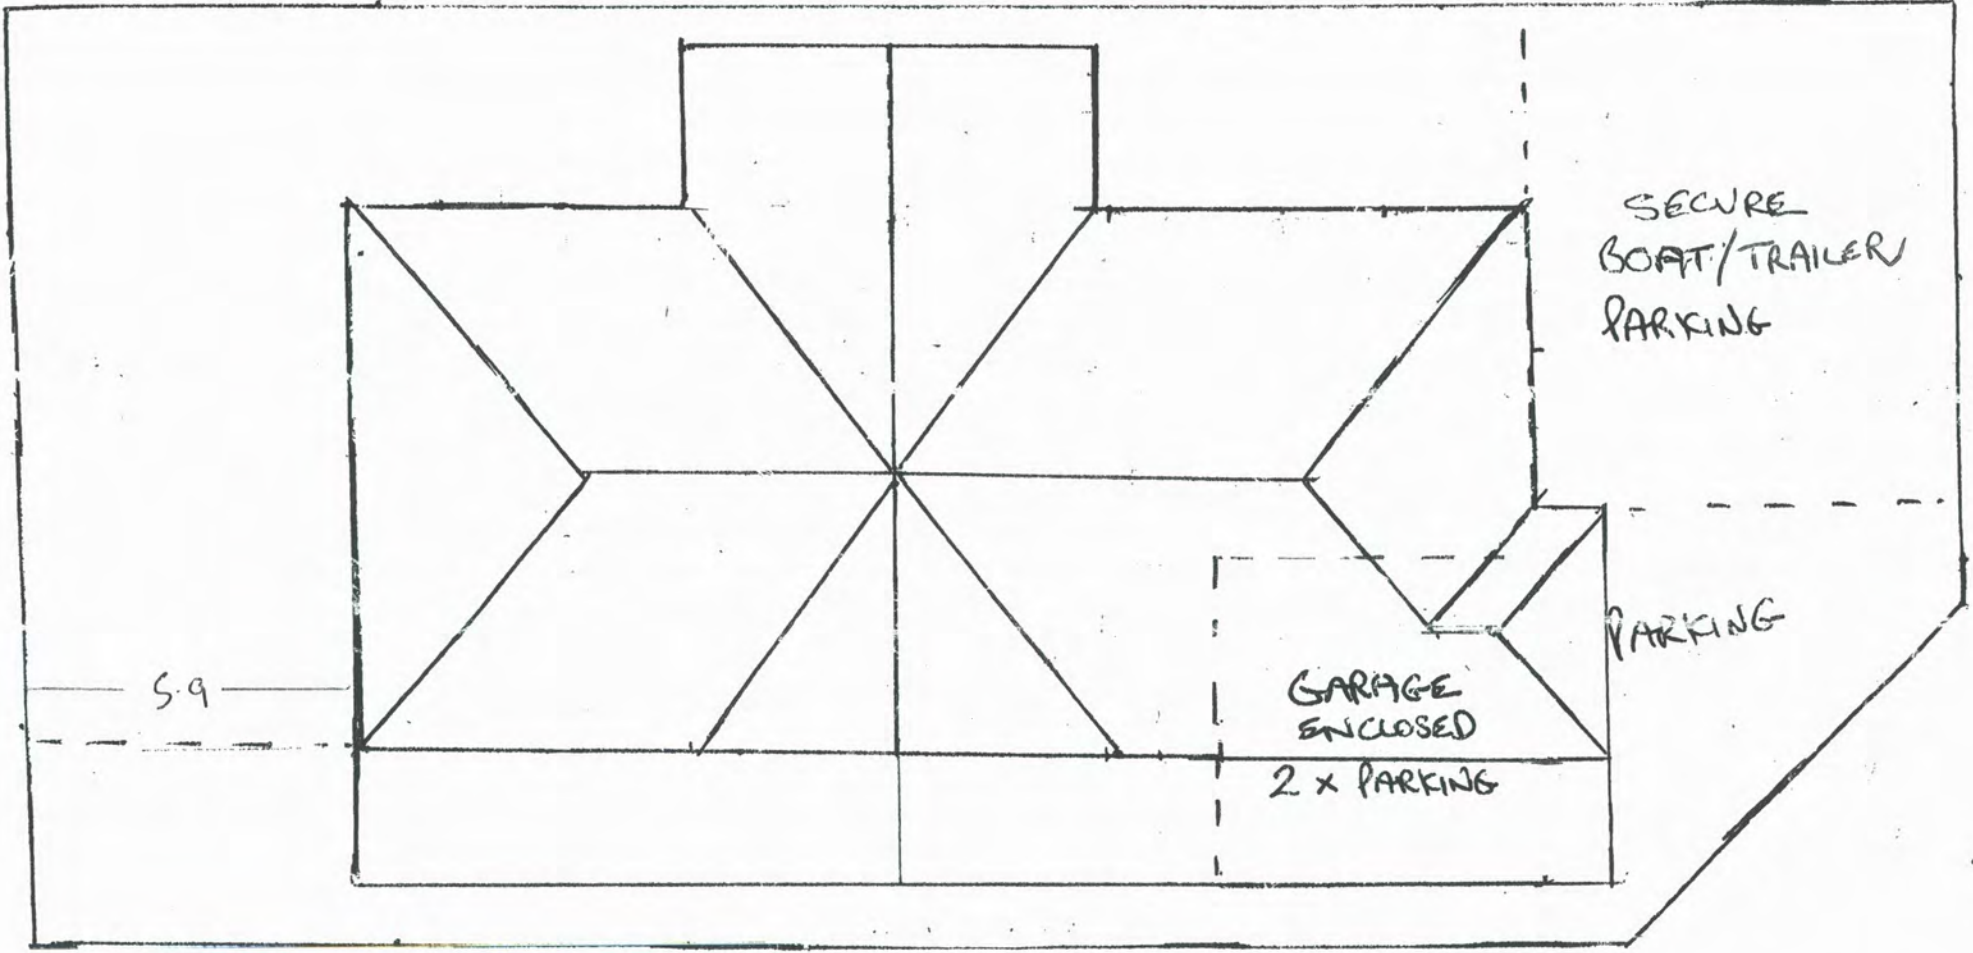 SECURE
BOAT/TRAILER
PARKING
PARKING
5.9
GARAGE
ENCLOSED
2 x PARKING